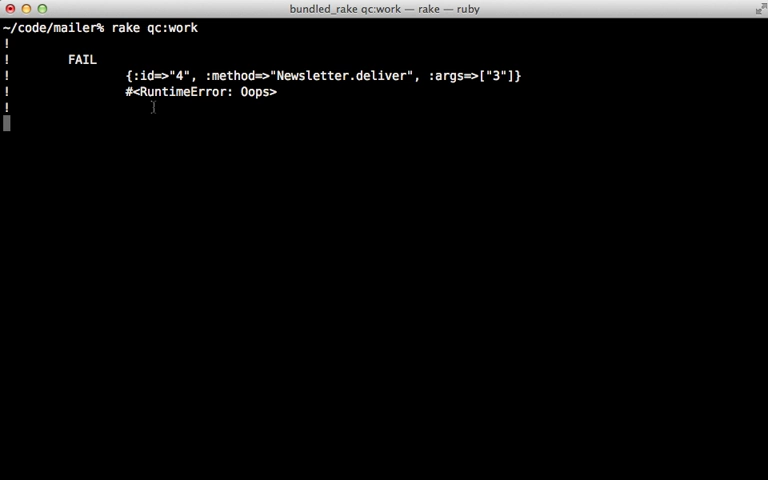 bundled_rake qc:work — rake — ruby
~/code/mailer% rake qc:work
!
!        FAIL
!                {:id=>"4", :method=>"Newsletter.deliver", :args=>["3"]}
!                #<RuntimeError: Oops>
!